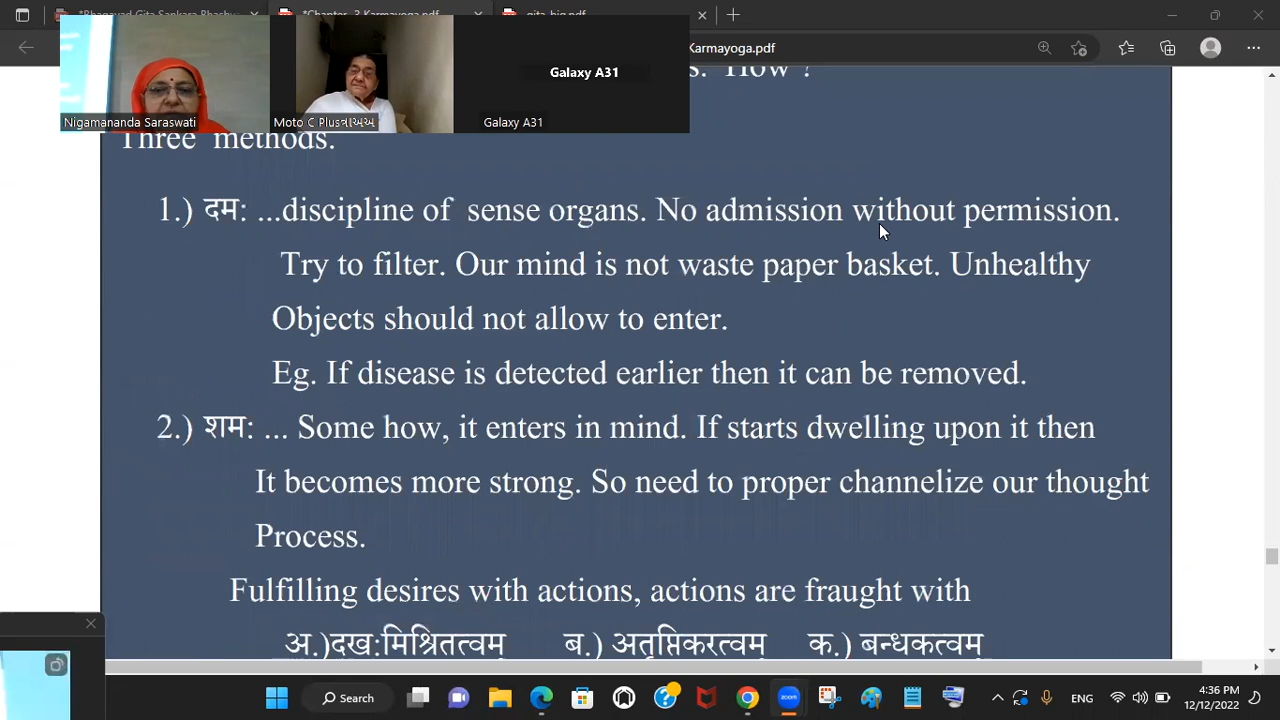 Karmayoga.pdf
Nigamananda Saraswati
Moto C Plus
Galaxy A31
Galaxy A31
s. How ?
Three methods.
1.) दम: ...discipline of sense organs. No admission without permission.
Try to filter. Our mind is not waste paper basket. Unhealthy
Objects should not allow to enter.
Eg. If disease is detected earlier then it can be removed.
2.) शम: ... Some how, it enters in mind. If starts dwelling upon it then
It becomes more strong. So need to proper channelize our thought
Process.
Fulfilling desires with actions, actions are fraught with
अ.)दुख:मिश्रितत्वम् ब.) अतृप्तिकरत्वम् क.) बन्धकत्वम्
Search
ENG
4:36 PM
12/12/2022